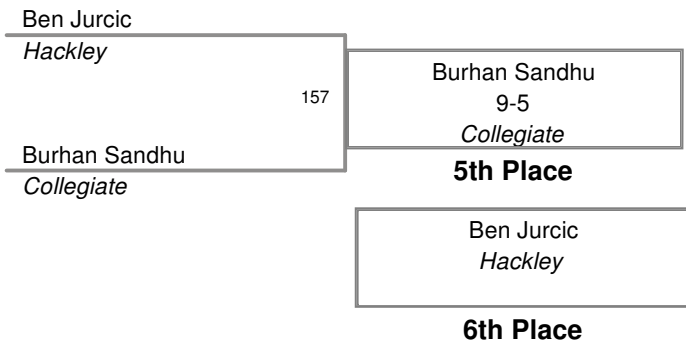 Ben Jurcic
Hackley
157
Burhan Sandhu
Collegiate
Burhan Sandhu
9-5
Collegiate
5th Place
Ben Jurcic
Hackley
6th Place